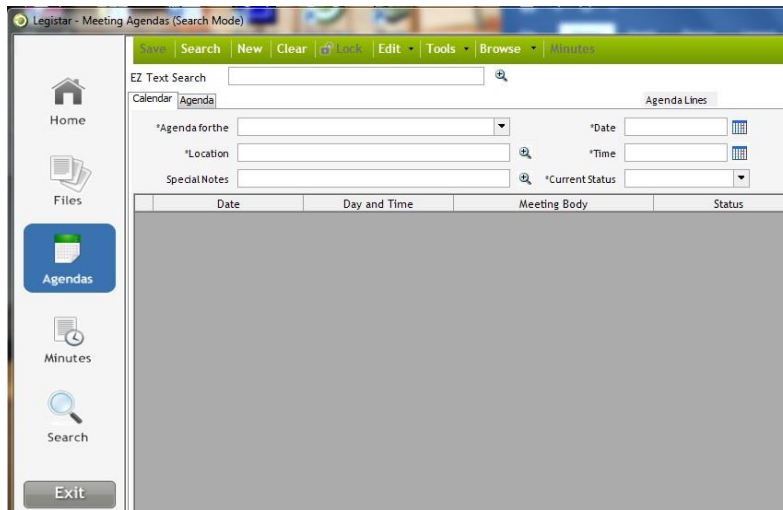 Legistar - Meeting Agendas (Search Mode)
Save Search New Clear Lock Edit Tools Browse Minutes
EZ Text Search
Calendar Agenda Agenda Lines
*Agenda forthe *Date
*Location *Time
Special Notes *Current Status
Date Day and Time Meeting Body Status
Home
Files
Agendas
Minutes
Search
Exit